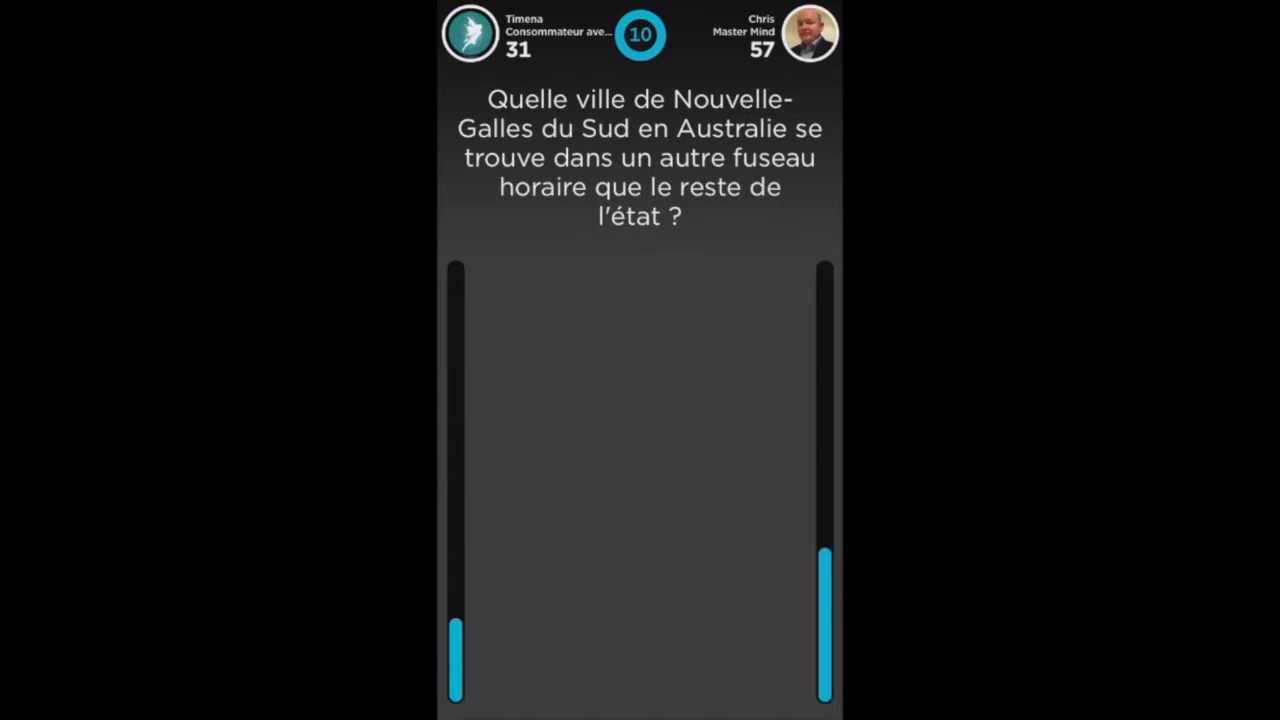 Timena
Consommateur ave...
31
10
Chris
Master Mind
57
Quelle ville de Nouvelle-
Galles du Sud en Australie se
trouve dans un autre fuseau
horaire que le reste de
l'état ?